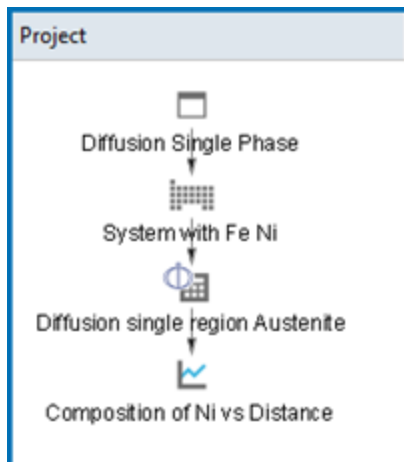 Project
Diffusion Single Phase
System with Fe Ni
Diffusion single region Austenite
Composition of Ni vs Distance